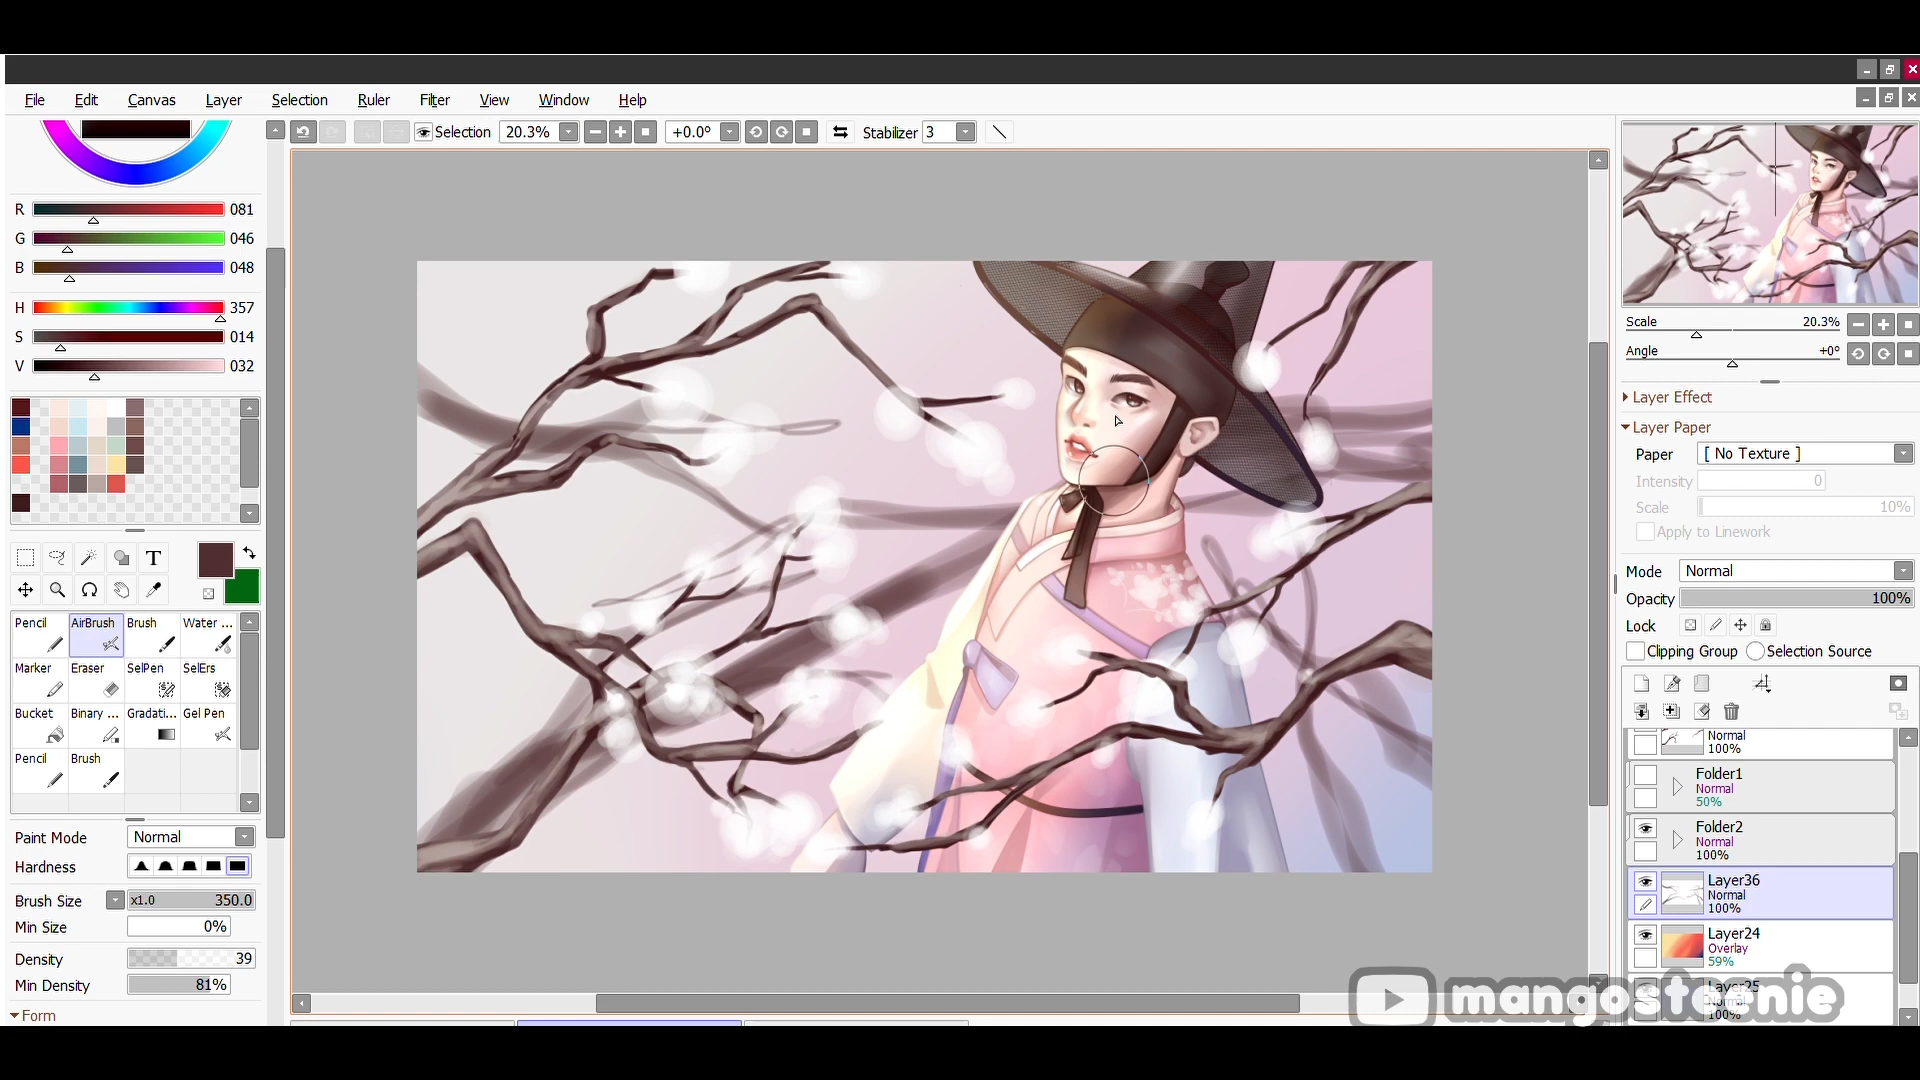 File Edit Canvas Layer Selection Ruler Filter View Window Help
Selection 20.3% +0.0° Stabilizer 3
R 081
G 046
B 048
H 357
S 014
V 032
T
Pencil AirBrush Brush Water ...
Marker Eraser SelPen SelErs
Bucket Binary ... Gradati... Gel Pen
Pencil Brush
Paint Mode Normal
Hardness
Brush Size x1.0 350.0
Min Size 0%
Density 39
Min Density 81%
Form
Scale 20.3%
Angle +0°
Layer Effect
Layer Paper
Paper [ No Texture ]
Intensity 0
Scale 10%
Apply to Linework
Mode Normal
Opacity 100%
Lock
Clipping Group Selection Source
Normal
100%
Folder1
Normal
50%
Folder2
Normal
100%
Layer36
Normal
100%
Layer24
Overlay
59%
Layer25
Normal
100%
mangosteenie